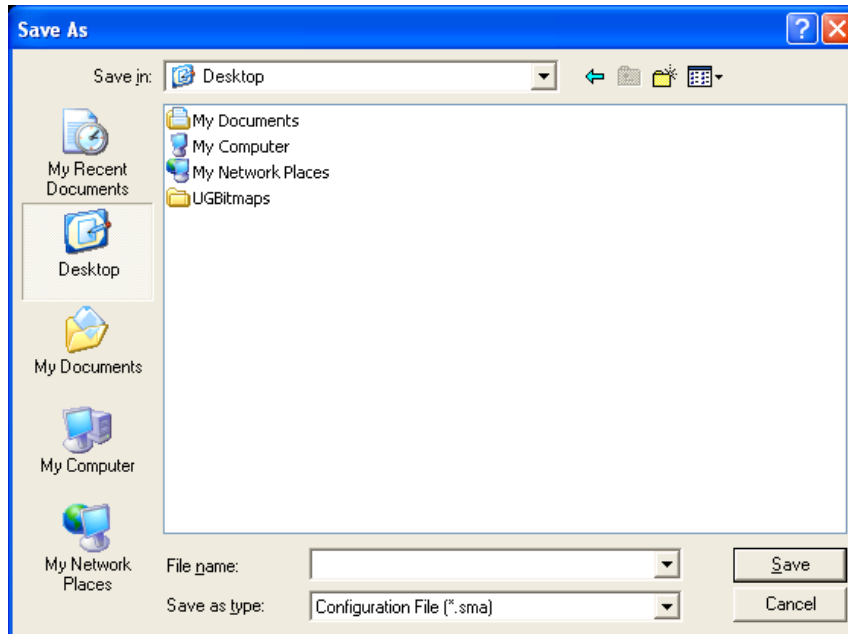 Save As
Save in:
Desktop
My Recent
Documents
Desktop
My Documents
My Computer
My Network
Places
My Documents
My Computer
My Network Places
UGBitmaps
File name:
Save
Save as type:
Configuration File (*.sma)
Cancel